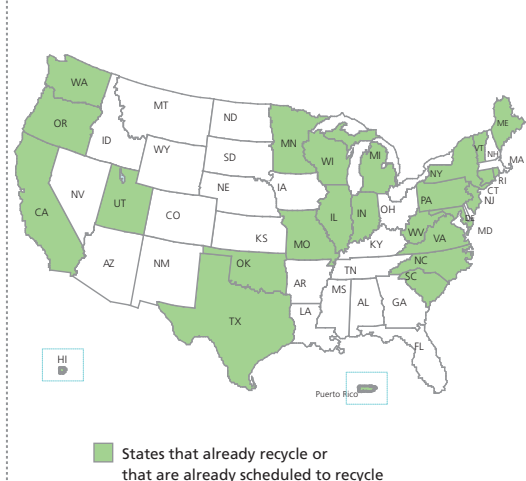 WA
MT
ND
ME
OR
MN
VT
NH
ID
WI
MI
MA
SD
WY
NY
RI
CT
IA
PA
NJ
NE
NV
OH
DE
UT
IL
IN
CA
CO
WV
MD
VA
KS
MO
KY
NC
TN
OK
AZ
NM
SC
AR
MS
AL
GA
LA
TX
FL
HI
Puerto Rico
States that already recycle or
that are already scheduled to recycle